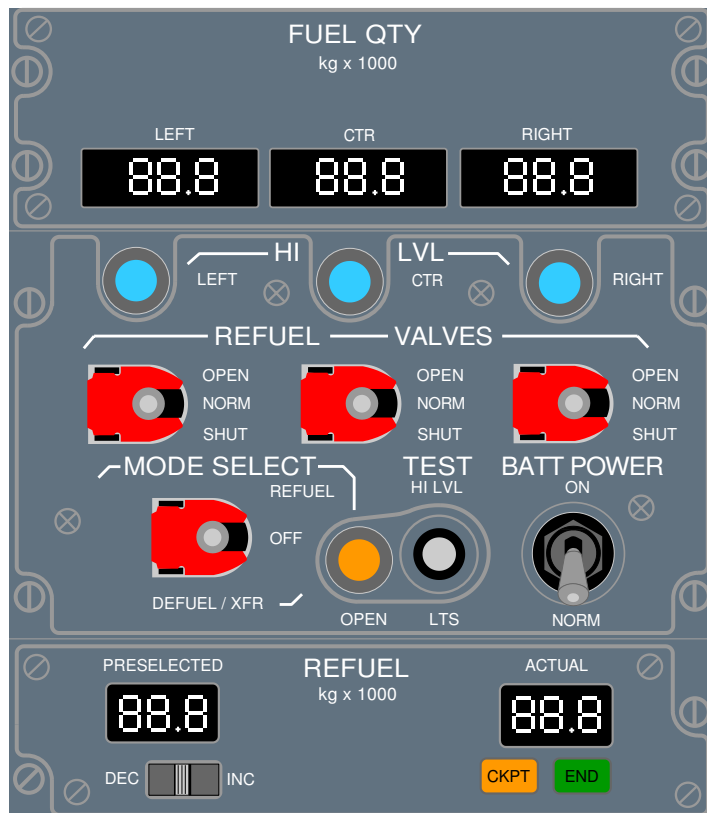 FUEL QTY
kg x 1000
LEFT CTR RIGHT
88.8 88.8 88.8
HI LVL
LEFT CTR RIGHT
REFUEL VALVES
OPEN OPEN OPEN
NORM NORM NORM
SHUT SHUT SHUT
MODE SELECT TEST BATT POWER
REFUEL HI LVL ON
OFF
DEFUEL / XFR
OPEN LTS NORM
PRESELECTED REFUEL ACTUAL
kg x 1000
88.8 88.8
DEC INC CKPT END